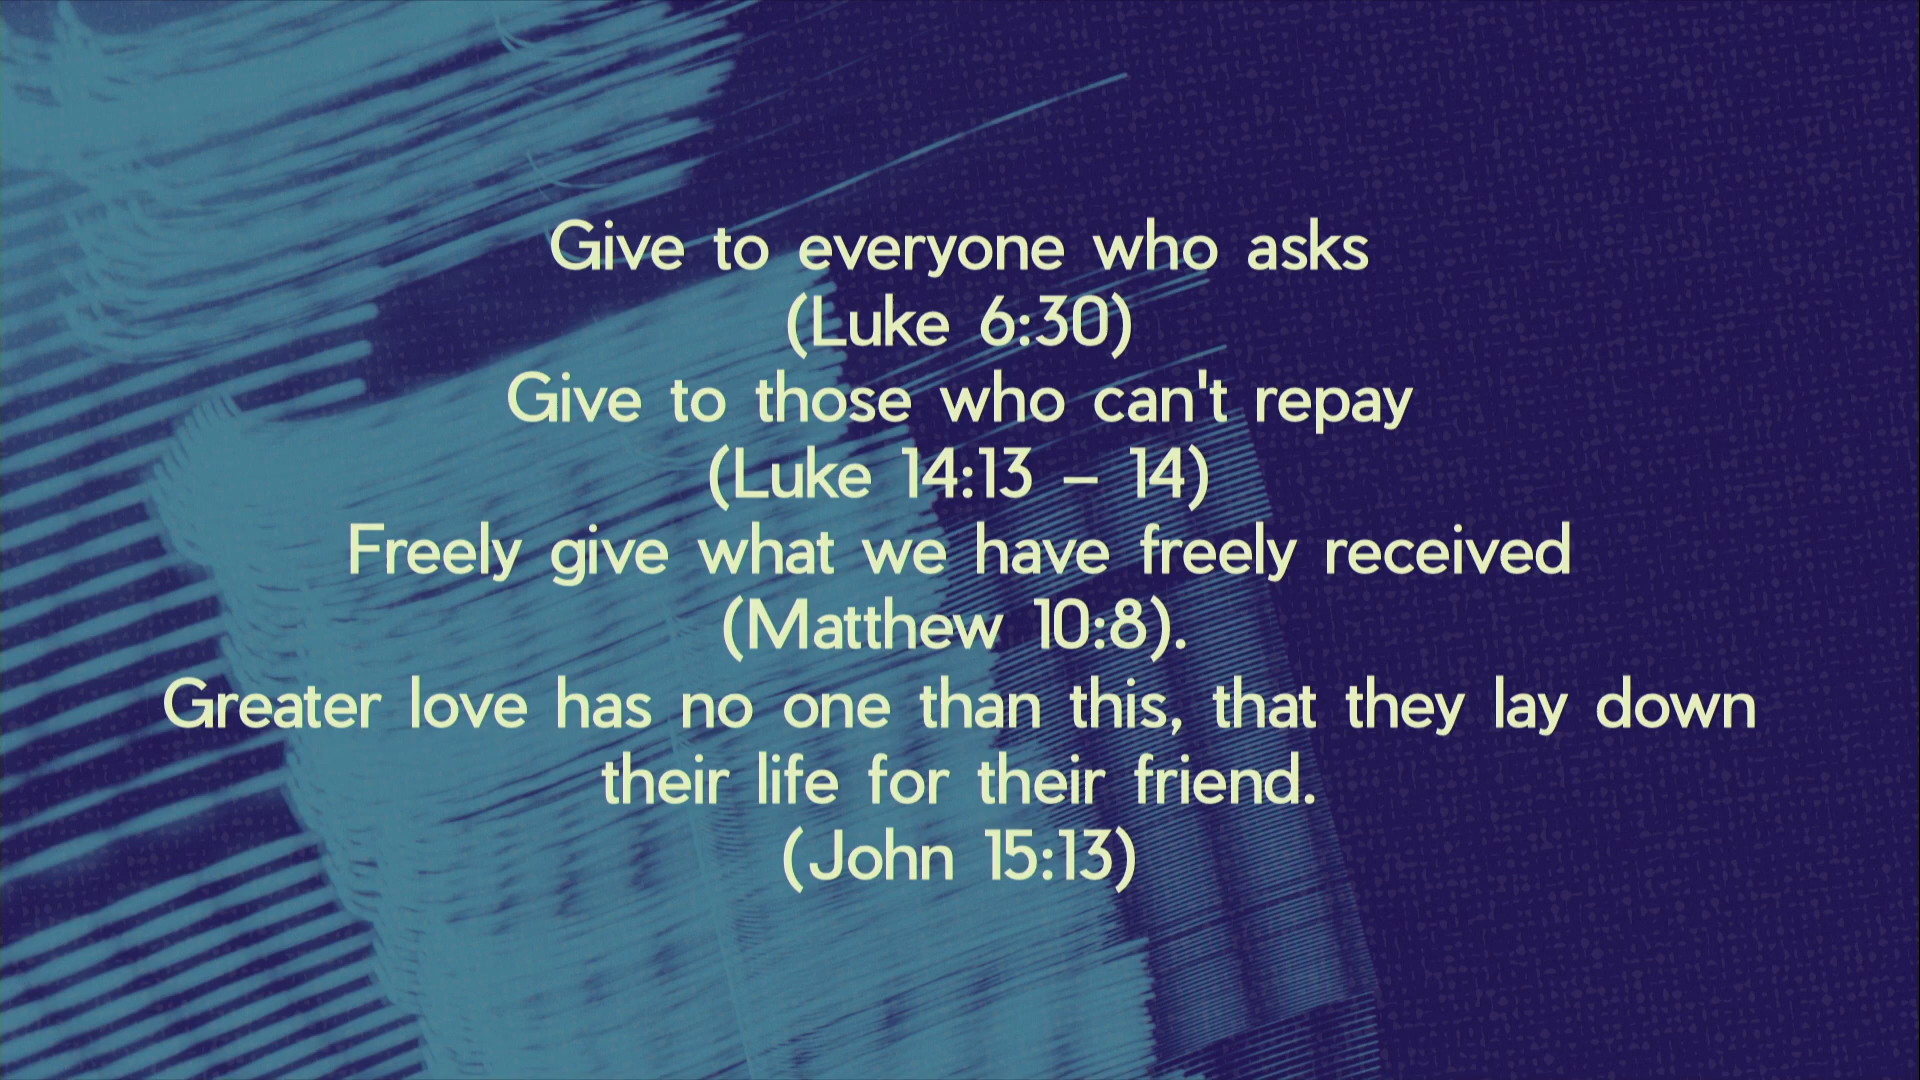 Give to everyone who asks
(Luke 6:30)
Give to those who can't repay
(Luke 14:13 – 14)
Freely give what we have freely received
(Matthew 10:8).
Greater love has no one than this, that they lay down
their life for their friend.
(John 15:13)